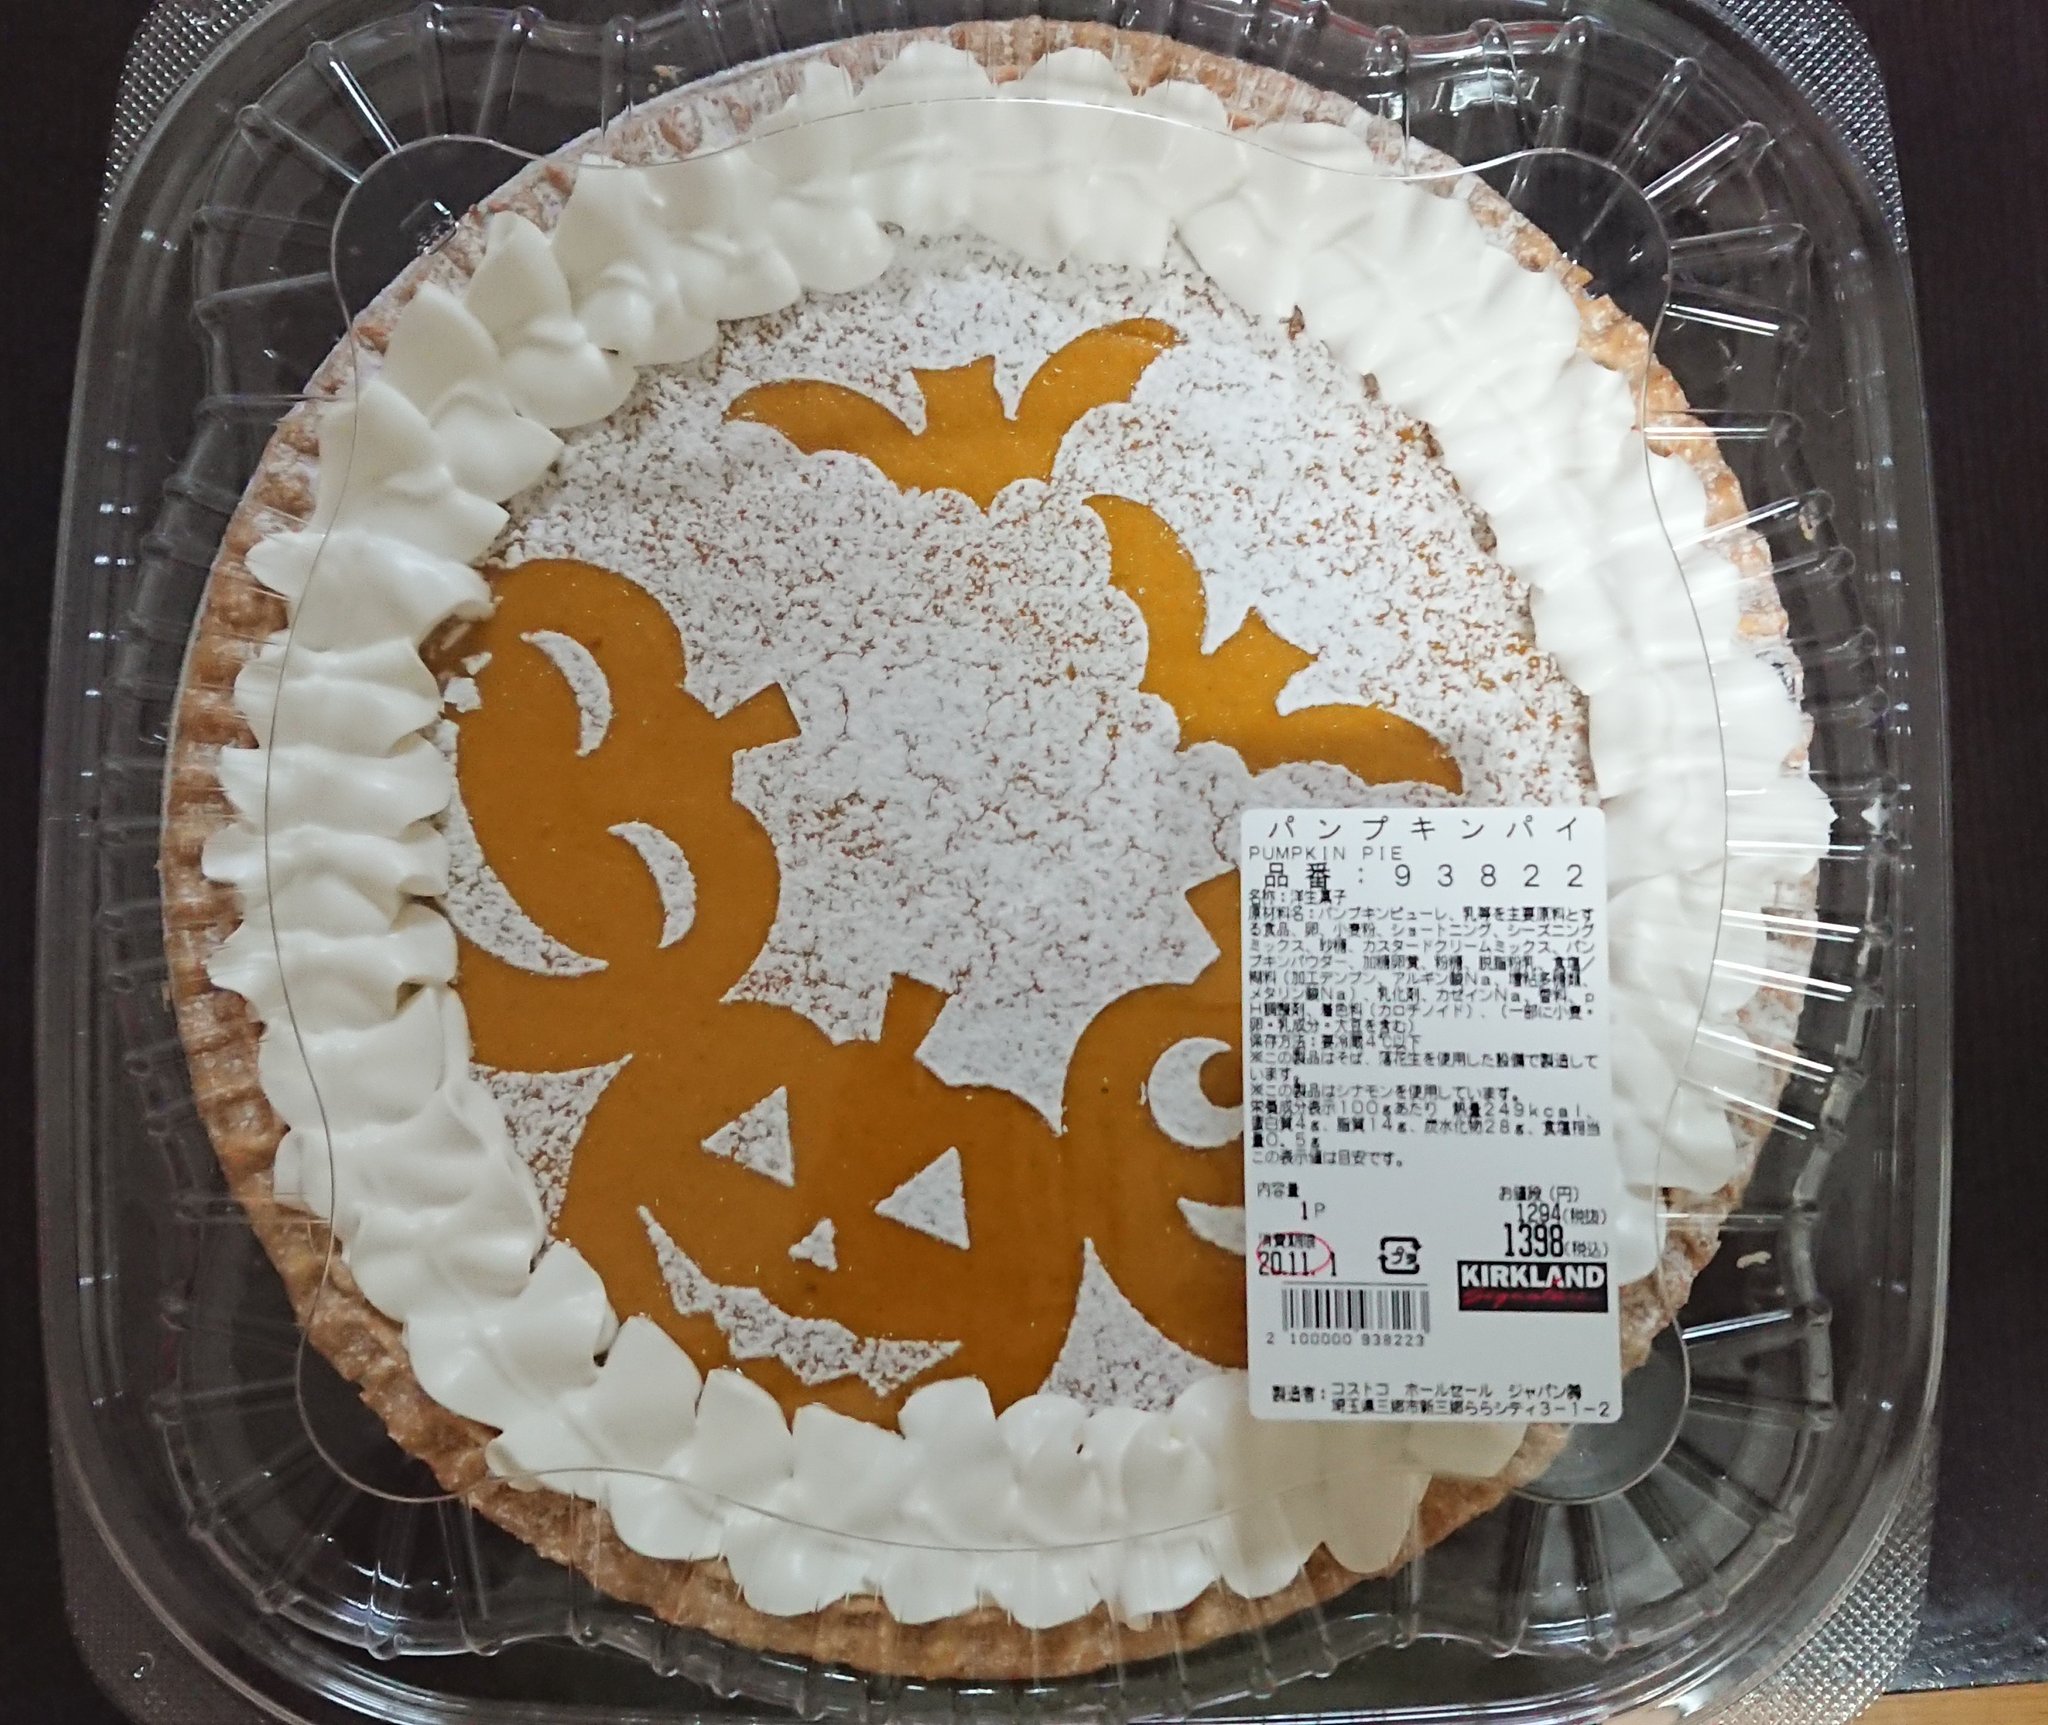 パンプキンパイ
PUMPKIN PIE
品番:93822
名称:洋生菓子
原材料名:パンプキンピューレ、乳等を主要原料とす
る食品、卵、小麦粉、ショートニング、シーズニング
ミックス、砂糖、カスタードクリームミックス、パン
プキンパウダー、加糖卵黄、粉糖、脱脂粉乳、食塩/
糊料(加工デンプン、アルギン酸Na、増粘多糖類、
メタリン酸Na)、乳化剤、カゼインNa、香料、p
H調整剤、着色料(カロチノイド)、(一部に小麦・
卵・乳成分・大豆を含む)
保存方法:要冷蔵4℃以下
※この製品はそば、落花生を使用した設備で製造して
います。
※この製品はシナモンを使用しています。
栄養成分表示100gあたり 熱量249kcal、
蛋白質4g、脂質14g、炭水化物28g、食塩相当
量0.5g
この表示値は目安です。
内容量 お値段(円)
1P 1294(税抜)
1398(税込)
消費期限
20.11. 1
プラ
KIRKLAND
Signature
2 100000 938223
製造者:コストコ ホールセール ジャパン㈱
埼玉県三郷市新三郷ららシティ3-1-2